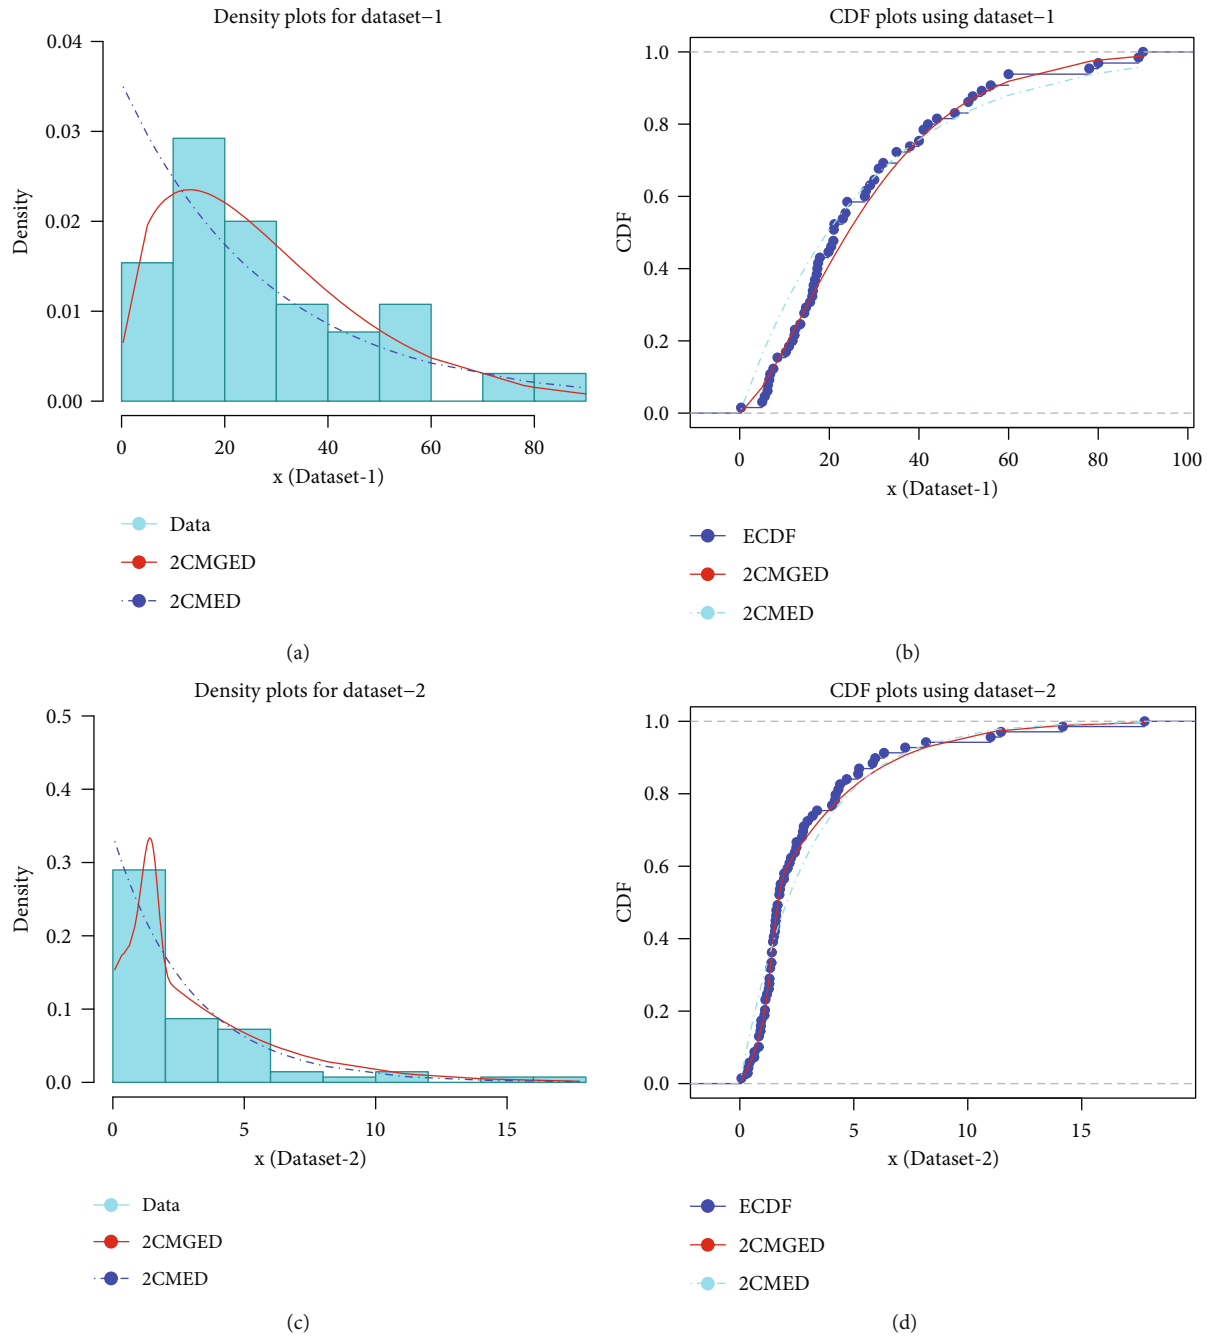 Density plots for dataset−1
0.04
0.03
0.02
0.01
0.00
Density
0 20 40 60 80
x (Dataset-1)
Data
2CMGED
2CMED
(a)
CDF plots using dataset−1
1.0
0.8
0.6
0.4
0.2
0.0
CDF
0 20 40 60 80 100
x (Dataset-1)
ECDF
2CMGED
2CMED
(b)
Density plots for dataset−2
0.5
0.4
0.3
0.2
0.1
0.0
Density
0 5 10 15
x (Dataset-2)
Data
2CMGED
2CMED
(c)
CDF plots using dataset−2
1.0
0.8
0.6
0.4
0.2
0.0
CDF
0 5 10 15
x (Dataset-2)
ECDF
2CMGED
2CMED
(d)